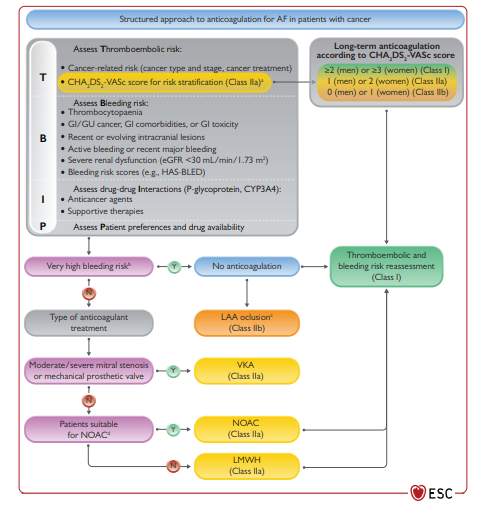 Structured approach to anticoagulation for AF in patients with cancer
T
Assess Thromboembolic risk:
• Cancer-related risk (cancer type and stage, cancer treatment)
• CHA₂DS₂-VASc score for risk stratification (Class IIa)ᵃ
B
Assess Bleeding risk:
• Thrombocytopaenia
• GI/GU cancer, GI comorbidities, or GI toxicity
• Recent or evolving intracranial lesions
• Active bleeding or recent major bleeding
• Severe renal dysfunction (eGFR <30 mL/min/1.73 m²)
• Bleeding risk scores (e.g., HAS-BLED)
I
Assess drug-drug Interactions (P-glycoprotein, CYP3A4):
• Anticancer agents
• Supportive therapies
P
Assess Patient preferences and drug availability
Long-term anticoagulation
according to CHA₂DS₂-VASc score
≥2 (men) or ≥3 (women) (Class I)
1 (men) or 2 (women) (Class IIa)
0 (men) or 1 (women) (Class IIb)
Very high bleeding riskᵇ
Y
No anticoagulation
Thromboembolic and
bleeding risk reassessment
(Class I)
N
Type of anticoagulant
treatment
LAA oclusionᶜ
(Class IIb)
Moderate/severe mitral stenosis
or mechanical prosthetic valve
Y
VKA
(Class IIa)
N
Patients suitable
for NOACᵈ
Y
NOAC
(Class IIa)
N
LMWH
(Class IIa)
ESC